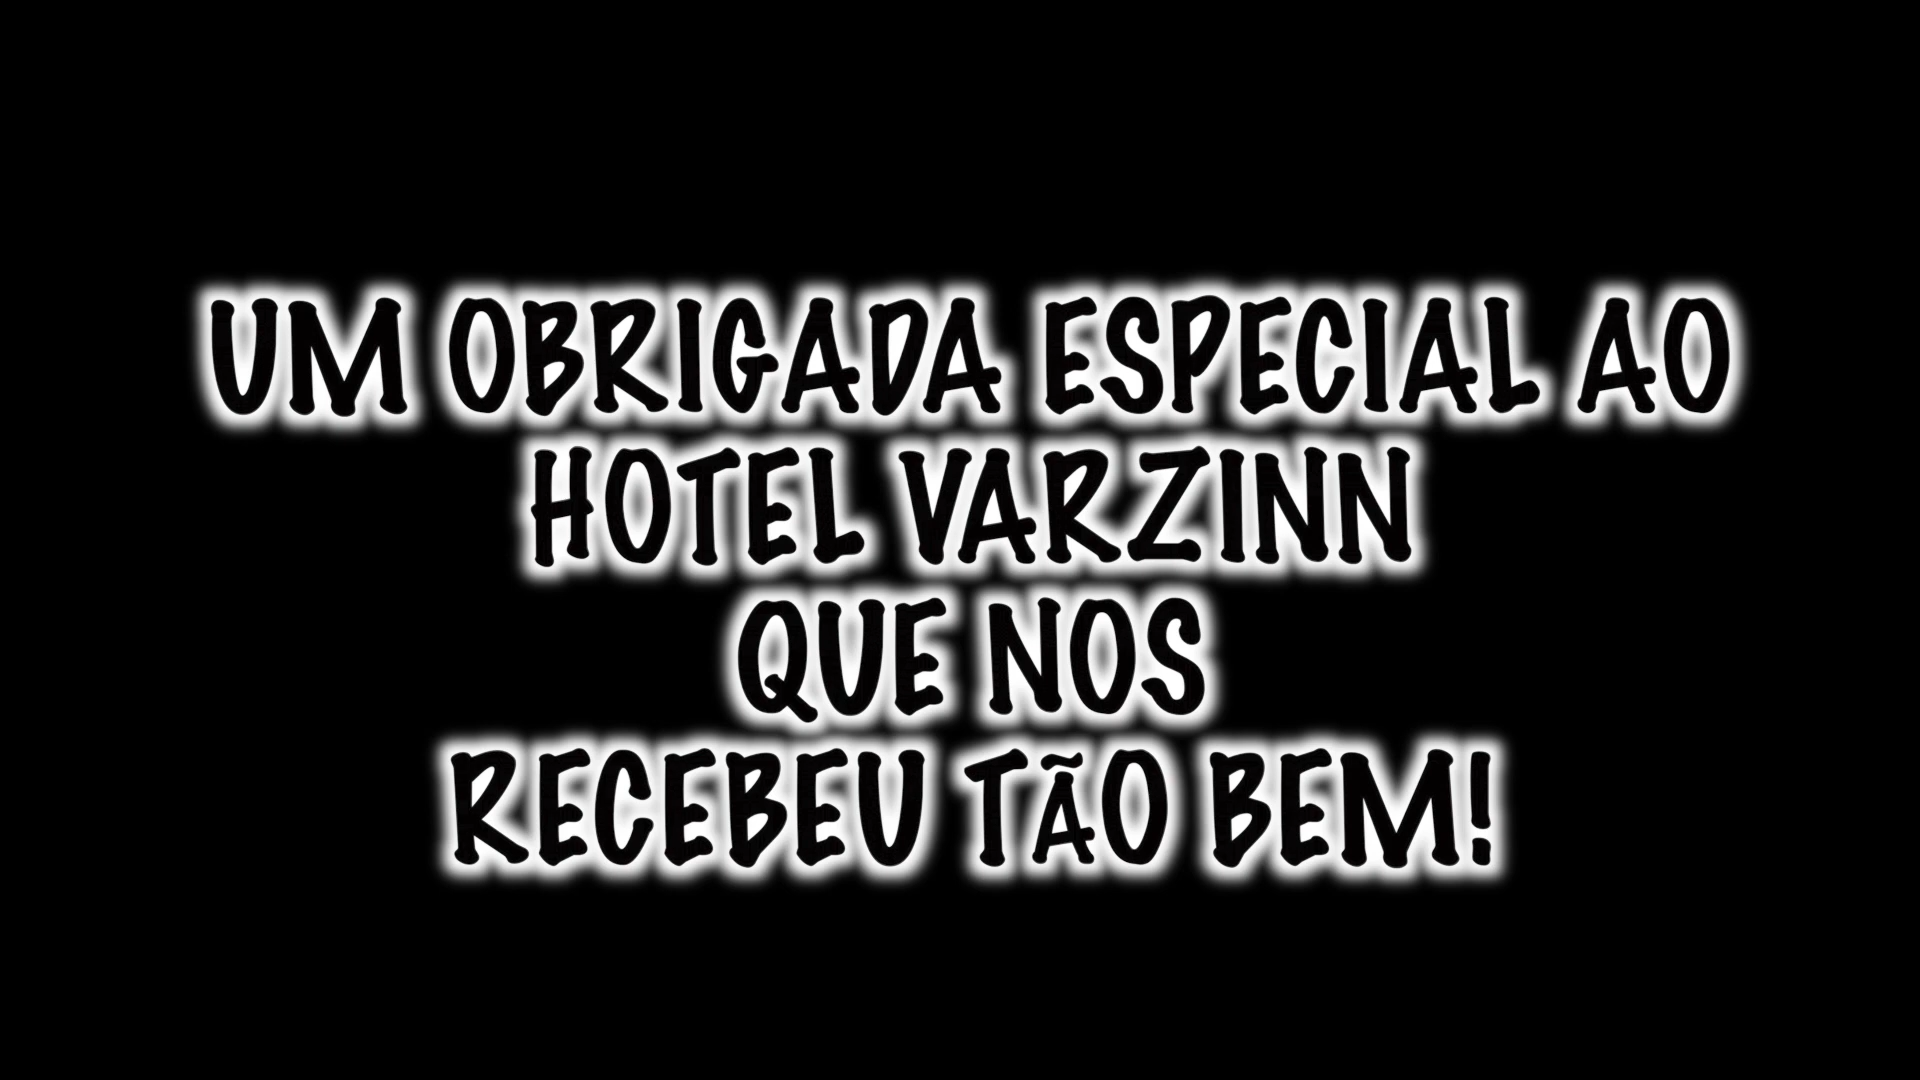 UM OBRIGADA ESPECIAL AO
HOTEL VARZINN
QUE NOS
RECEBEU TÃO BEM!